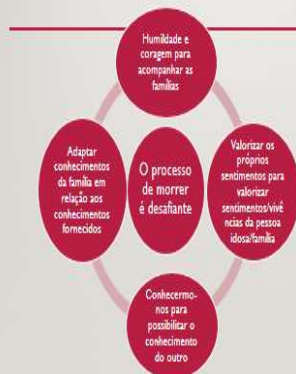 Humildade e
coragem para
acompanhar as
famílias
Adaptar
conhecimentos
da família em
relação aos
conhecimentos
fornecidos
O processo
de morrer
é desafiante
Valorizar os
próprios
sentimentos para
valorizar
sentimentos/vivê
ncias da pessoa
idosa/família
Conhecermo-
nos para
possibilitar o
conhecimento
do outro